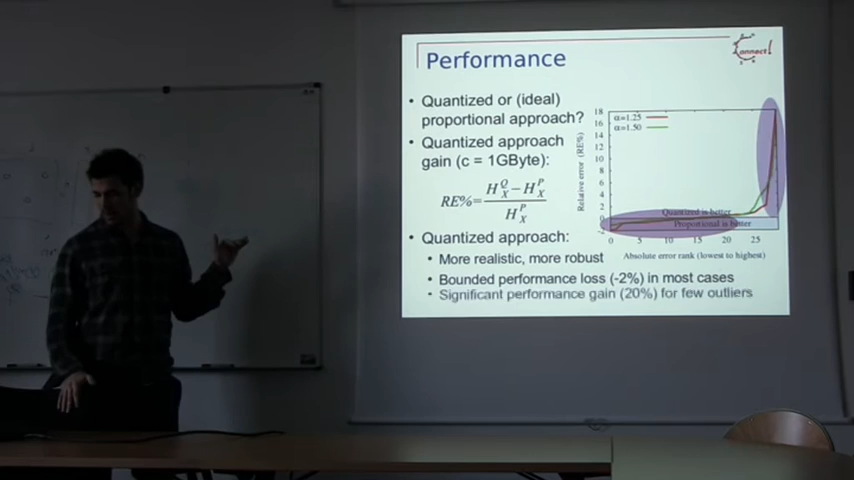 Performance
Connect!
• Quantized or (ideal)
proportional approach?
• Quantized approach
gain (c = 1GByte):
RE%= H_X^Q − H_X^P / H_X^P
• Quantized approach:
• More realistic, more robust
• Bounded performance loss (-2%) in most cases
• Significant performance gain (20%) for few outliers
α=1.25
α=1.50
Relative error (RE%)
18
16
14
12
10
8
6
4
2
0
-2
Quantized is better
Proportional is better
0 5 10 15 20 25
Absolute error rank (lowest to highest)